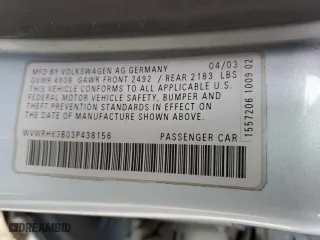 MFD BY VOLKSWAGEN AG GERMANY 04/03
GVWR 4608 GAWR FRONT 2492 / REAR 2183 LBS
THIS VEHICLE CONFORMS TO ALL APPLICABLE U.S.
FEDERAL MOTOR VEHICLE SAFETY, BUMPER AND
THEFT PREVENTION STANDARDS IN EFFECT ON THE
DATE OF MANUFACTURE SHOWN ABOVE.
WVWRH63B03P438156 PASSENGER CAR
1557206 1009 02